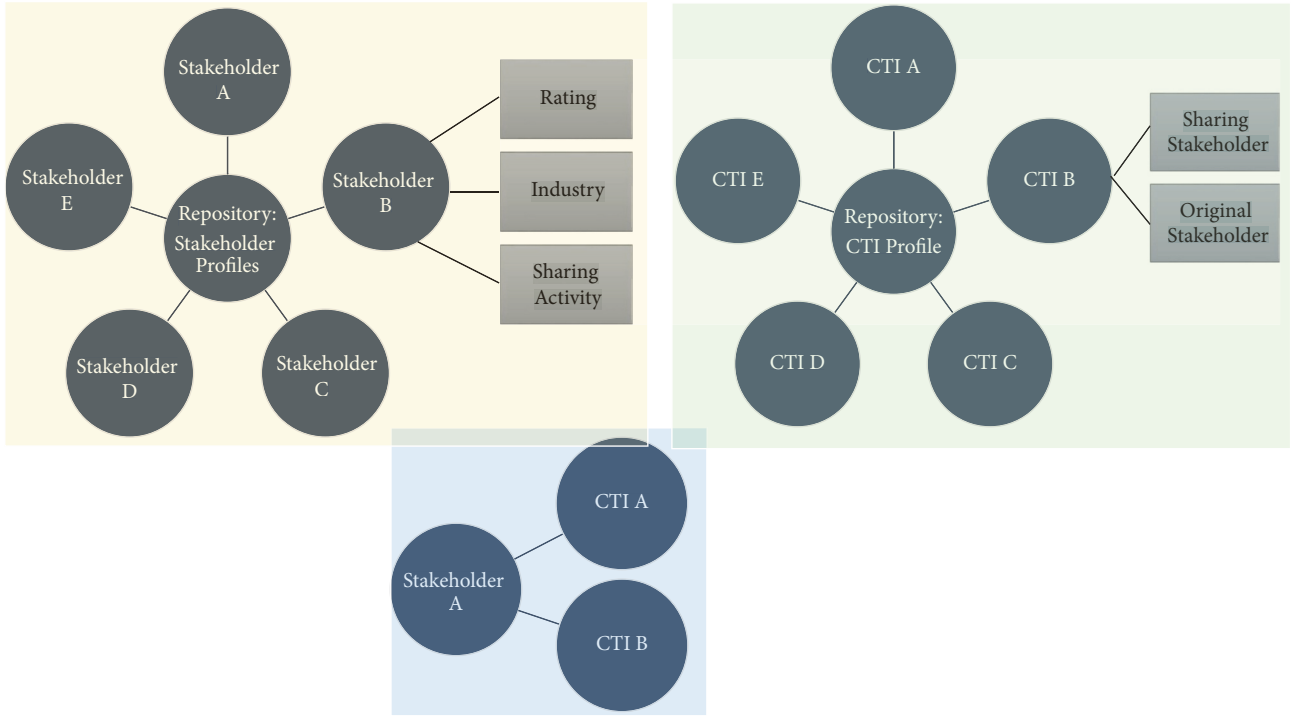 Stakeholder
A
Stakeholder
E
Stakeholder
B
Repository:
Stakeholder
Profiles
Stakeholder
D
Stakeholder
C
Rating
Industry
Sharing
Activity
CTI A
CTI E
CTI B
Repository:
CTI Profile
CTI D
CTI C
Sharing
Stakeholder
Original
Stakeholder
Stakeholder
A
CTI A
CTI B